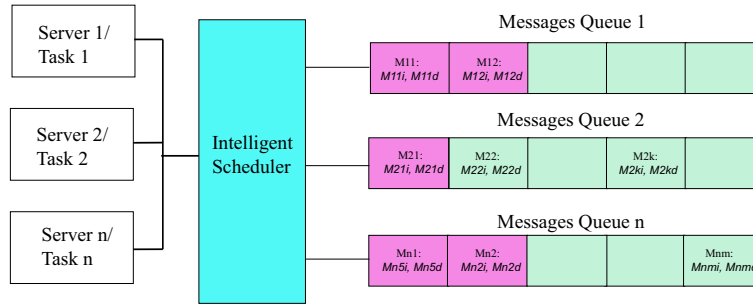 Server 1/
Task 1
Server 2/
Task 2
Server n/
Task n
Intelligent
Scheduler
Messages Queue 1
M11:
M11i, M11d
M12:
M12i, M12d
Messages Queue 2
M21:
M21i, M21d
M22:
M22i, M22d
M2k:
M2ki, M2kd
Messages Queue n
Mn1:
Mn5i, Mn5d
Mn2:
Mn2i, Mn2d
Mnm:
Mnmi, Mnmd